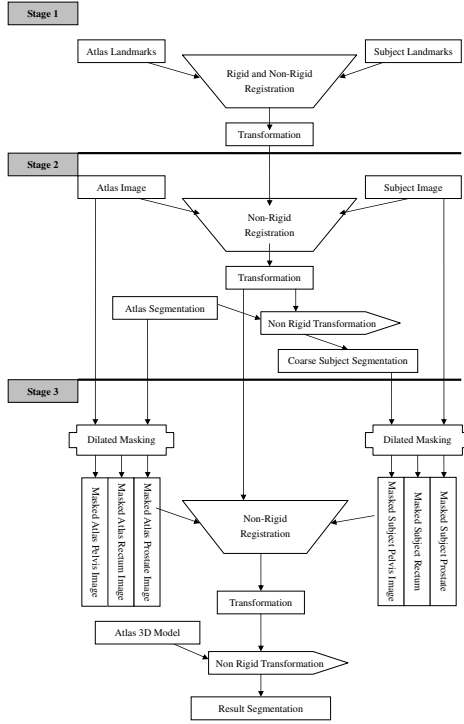 Stage 1
Atlas Landmarks
Subject Landmarks
Rigid and Non-Rigid
Registration
Transformation
Stage 2
Atlas Image
Subject Image
Non-Rigid
Registration
Transformation
Atlas Segmentation
Non Rigid Transformation
Coarse Subject Segmentation
Stage 3
Dilated Masking
Dilated Masking
Masked Atlas Pelvis Image
Masked Atlas Rectum Image
Masked Atlas Prostate Image
Non-Rigid
Registration
Masked Subject Pelvis Image
Masked Subject Rectum
Masked Subject Prostate
Transformation
Atlas 3D Model
Non Rigid Transformation
Result Segmentation